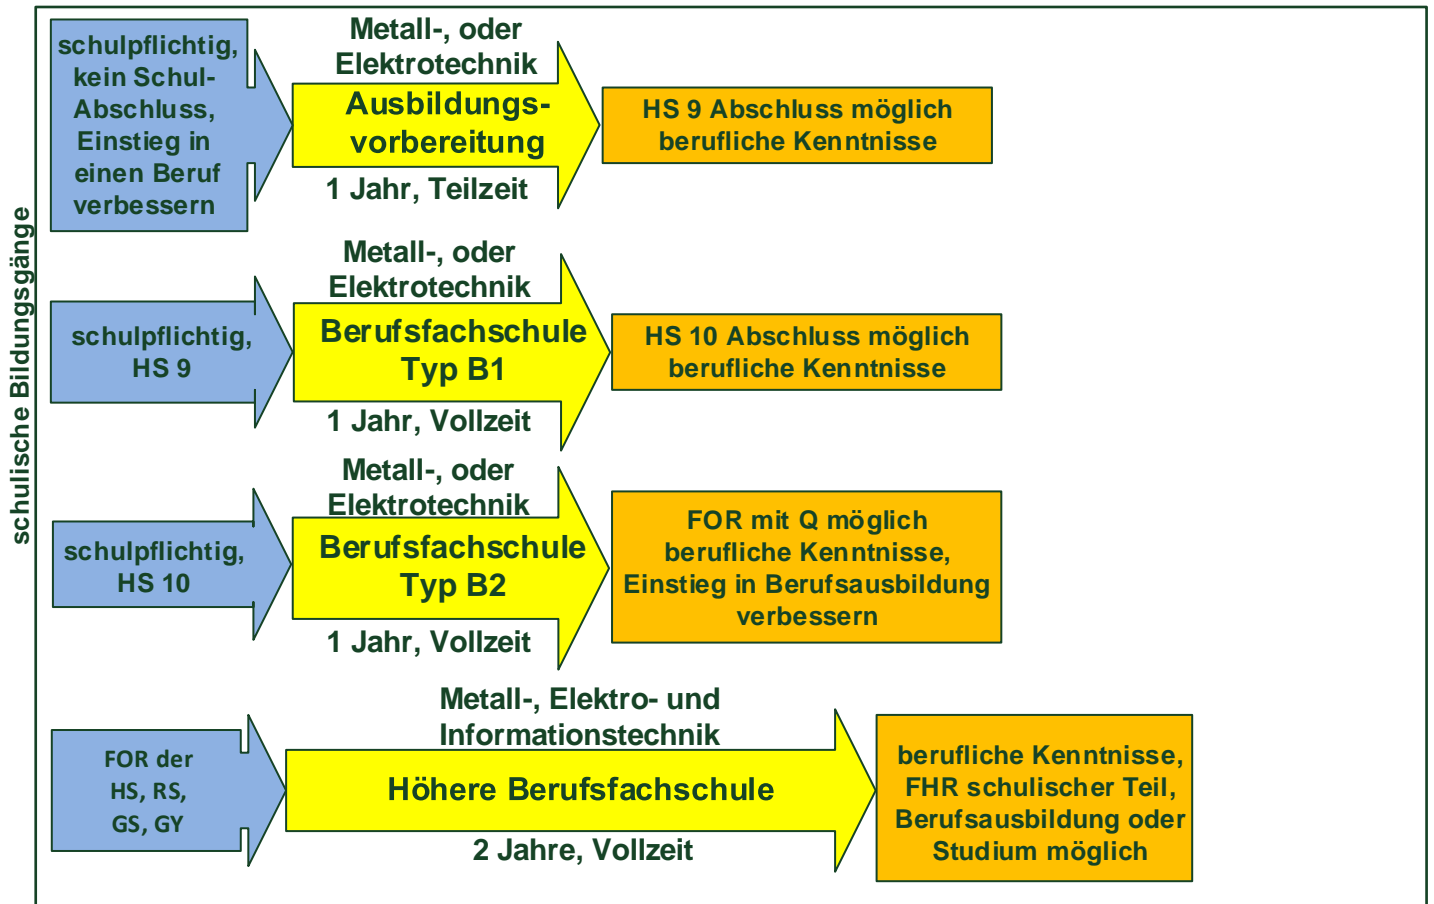 schulische Bildungsgänge
schulpflichtig,
kein Schul-
Abschluss,
Einstieg in
einen Beruf
verbessern
Metall-, oder
Elektrotechnik
Ausbildungs-
vorbereitung
1 Jahr, Teilzeit
HS 9 Abschluss möglich
berufliche Kenntnisse
schulpflichtig,
HS 9
Metall-, oder
Elektrotechnik
Berufsfachschule
Typ B1
1 Jahr, Vollzeit
HS 10 Abschluss möglich
berufliche Kenntnisse
schulpflichtig,
HS 10
Metall-, oder
Elektrotechnik
Berufsfachschule
Typ B2
1 Jahr, Vollzeit
FOR mit Q möglich
berufliche Kenntnisse,
Einstieg in Berufsausbildung
verbessern
FOR der
HS, RS,
GS, GY
Metall-, Elektro- und
Informationstechnik
Höhere Berufsfachschule
2 Jahre, Vollzeit
berufliche Kenntnisse,
FHR schulischer Teil,
Berufsausbildung oder
Studium möglich